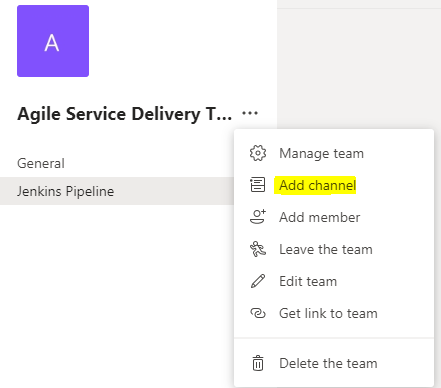 A
Agile Service Delivery T... ...
General
Jenkins Pipeline
Manage team
Add channel
Add member
Leave the team
Edit team
Get link to team
Delete the team